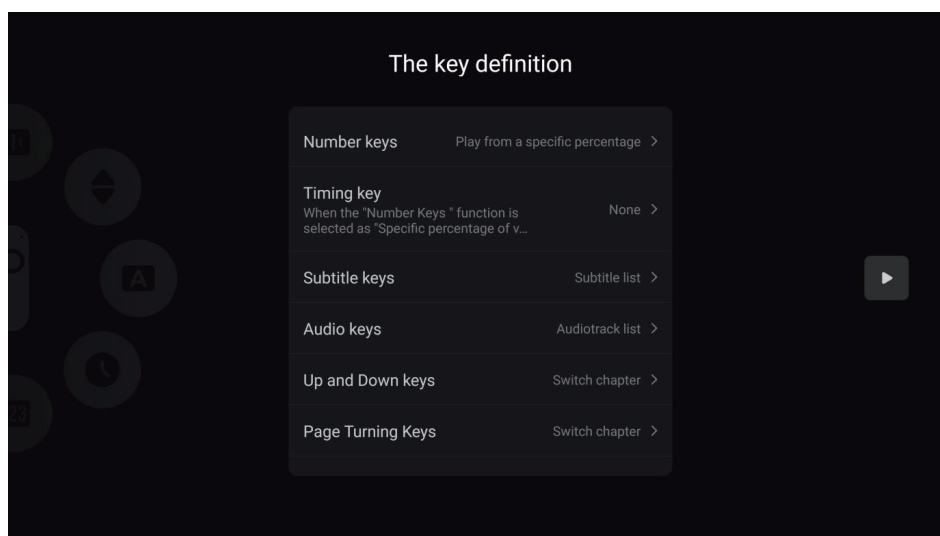 The key definition
Number keys Play from a specific percentage
Timing key
When the "Number Keys " function is
selected as "Specific percentage of v...
None
Subtitle keys Subtitle list
Audio keys Audiotrack list
Up and Down keys Switch chapter
Page Turning Keys Switch chapter
A
23